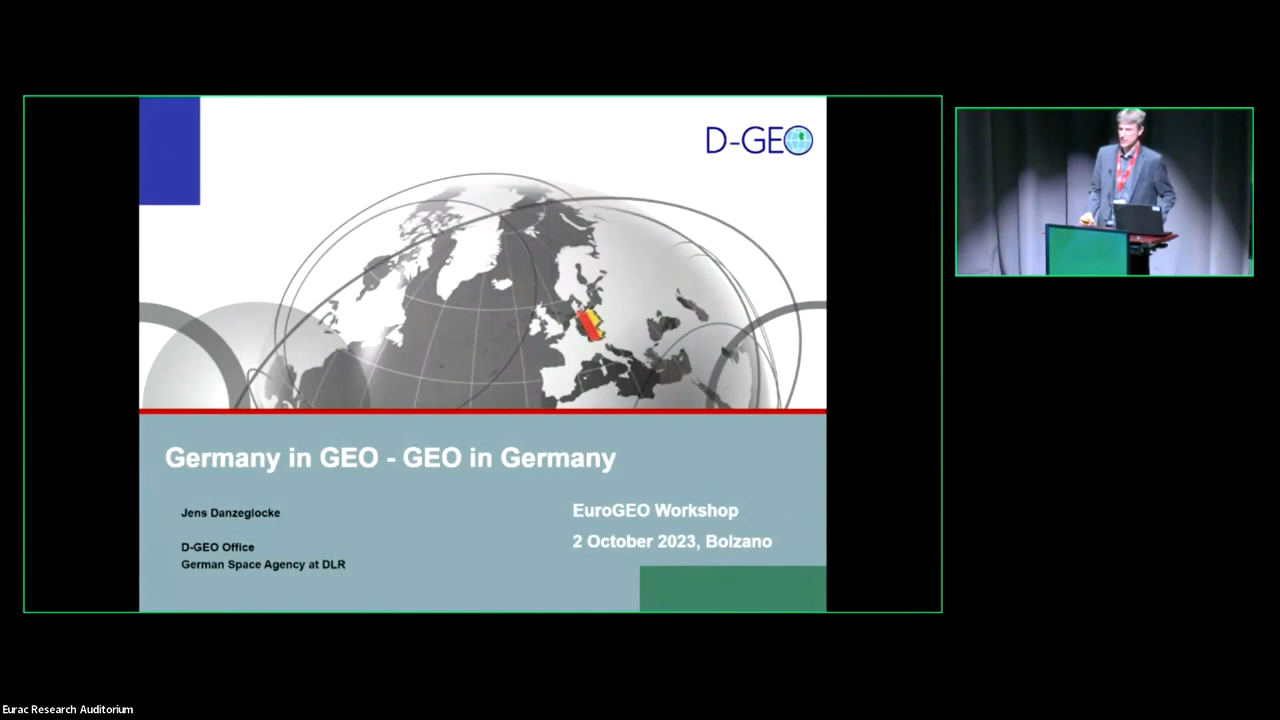 D-GEO
Germany in GEO - GEO in Germany
Jens Danzeglocke
D-GEO Office
German Space Agency at DLR
EuroGEO Workshop
2 October 2023, Bolzano
Eurac Research Auditorium